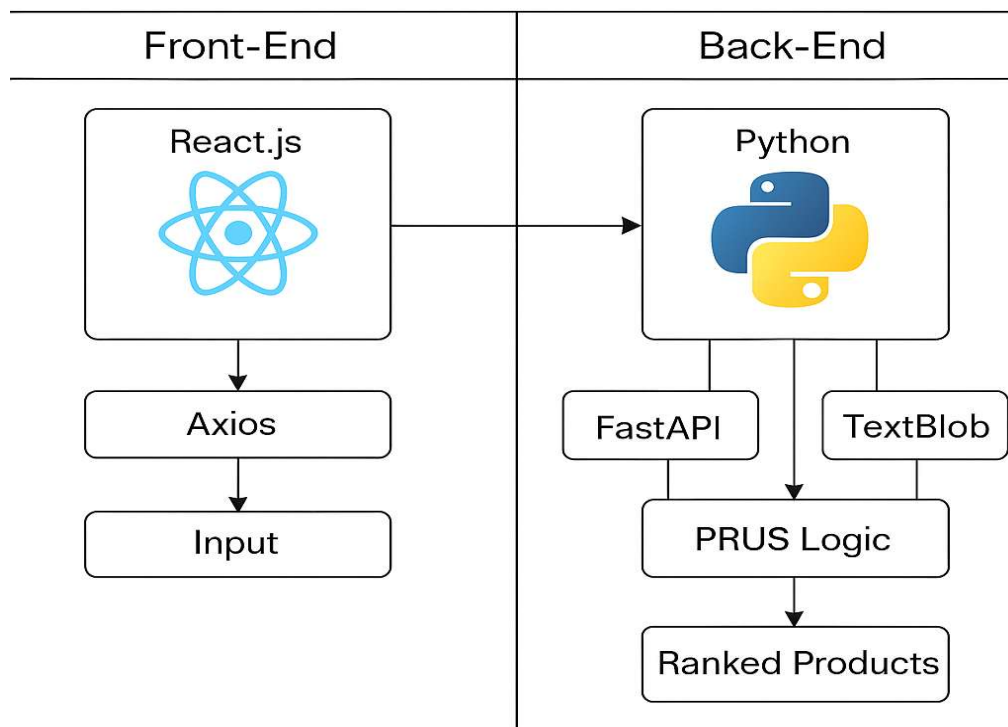 Front-End
Back-End
React.js
Python
Axios
FastAPI
TextBlob
Input
PRUS Logic
Ranked Products